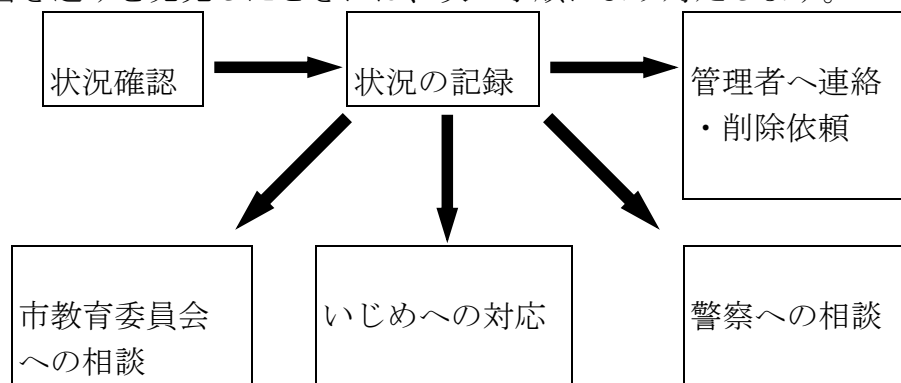 状況確認
状況の記録
管理者へ連絡
・削除依頼
市教育委員会
への相談
いじめへの対応
警察への相談